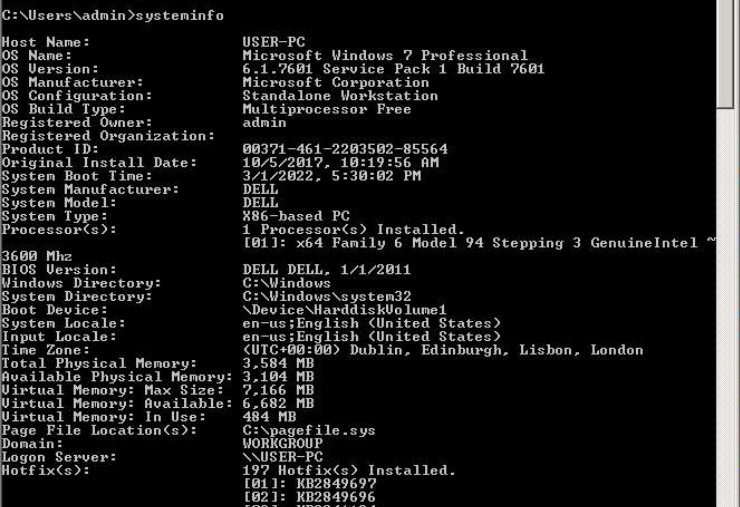 C:\Users\admin>systeminfo
Host Name: USER-PC
OS Name: Microsoft Windows 7 Professional
OS Version: 6.1.7601 Service Pack 1 Build 7601
OS Manufacturer: Microsoft Corporation
OS Configuration: Standalone Workstation
OS Build Type: Multiprocessor Free
Registered Owner: admin
Registered Organization:
Product ID: 00371-461-2203502-85564
Original Install Date: 10/5/2017, 10:19:56 AM
System Boot Time: 3/1/2022, 5:30:02 PM
System Manufacturer: DELL
System Model: DELL
System Type: X86-based PC
Processor(s): 1 Processor(s) Installed.
[01]: x64 Family 6 Model 94 Stepping 3 GenuineIntel ~
3600 Mhz
BIOS Version: DELL DELL, 1/1/2011
Windows Directory: C:\Windows
System Directory: C:\Windows\system32
Boot Device: \Device\HarddiskVolume1
System Locale: en-us;English (United States)
Input Locale: en-us;English (United States)
Time Zone: (UTC+00:00) Dublin, Edinburgh, Lisbon, London
Total Physical Memory: 3,584 MB
Available Physical Memory: 3,104 MB
Virtual Memory: Max Size: 7,166 MB
Virtual Memory: Available: 6,682 MB
Virtual Memory: In Use: 484 MB
Page File Location(s): C:\pagefile.sys
Domain: WORKGROUP
Logon Server: \\USER-PC
Hotfix(s): 197 Hotfix(s) Installed.
[01]: KB2849697
[02]: KB2849696